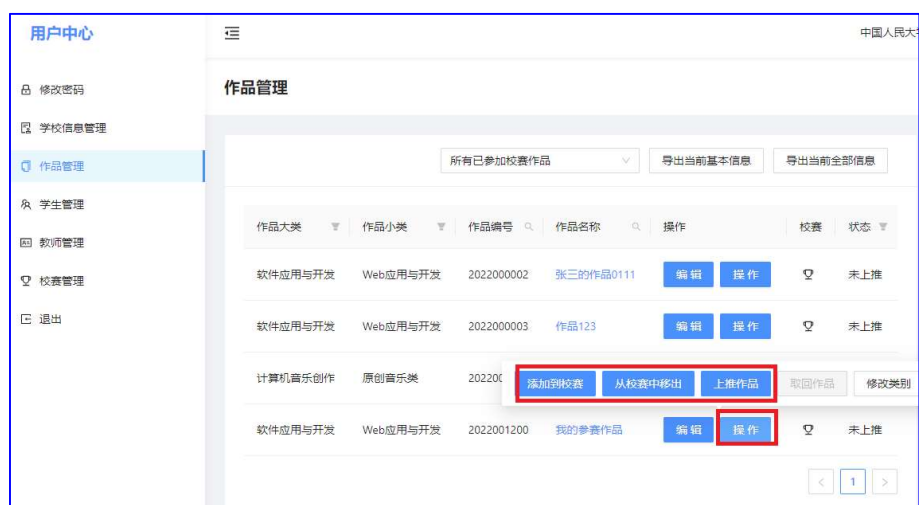 用户中心
中国人民大
修改密码
作品管理
学校信息管理
作品管理
所有已参加校赛作品 导出当前基本信息 导出当前全部信息
学生管理
作品大类 作品小类 作品编号 作品名称 操作 校赛 状态
教师管理
软件应用与开发 Web应用与开发 2022000002 张三的作品0111 编辑 操作 未上推
校赛管理
退出
软件应用与开发 Web应用与开发 2022000003 作品123 编辑 操作 未上推
计算机音乐创作 原创音乐类 202200 添加到校赛 从校赛中移出 上推作品 取回作品 修改类别
软件应用与开发 Web应用与开发 2022001200 我的参赛作品 编辑 操作 未上推
< 1 >